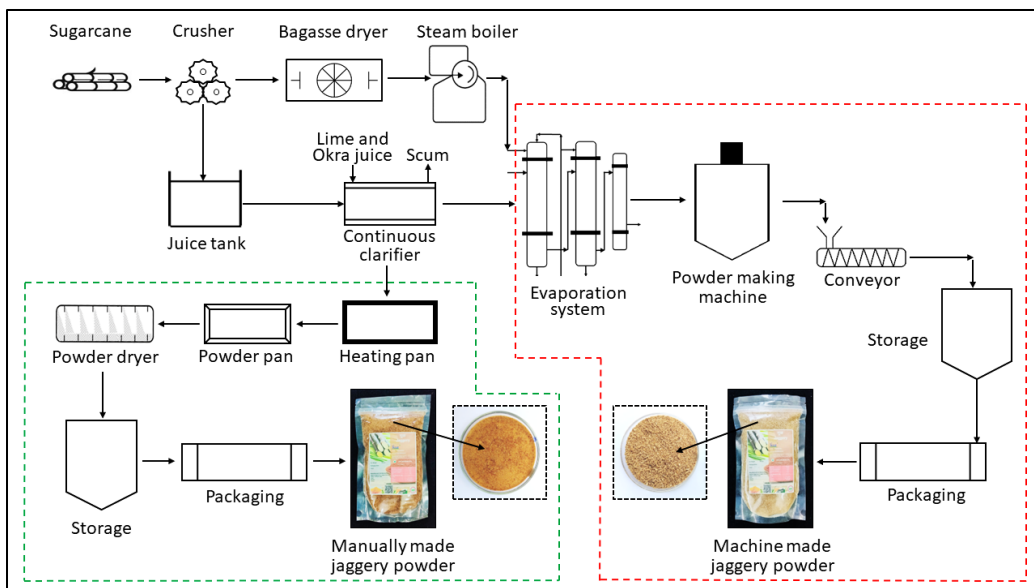 Sugarcane
Crusher
Bagasse dryer
Steam boiler
Lime and
Okra juice
Scum
Juice tank
Continuous
clarifier
Evaporation
system
Powder making
machine
Conveyor
Storage
Powder dryer
Powder pan
Heating pan
Storage
Packaging
Manually made
jaggery powder
Machine made
jaggery powder
Packaging